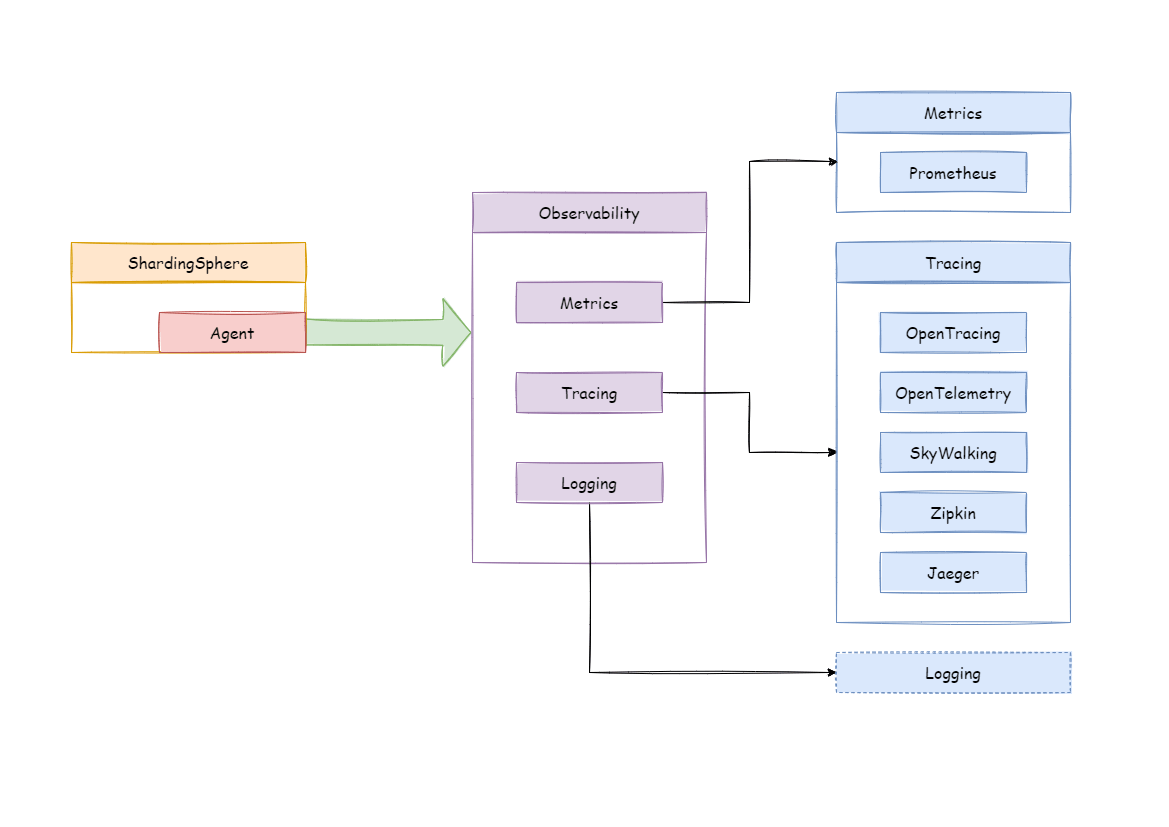 ShardingSphere
Agent
Observability
Metrics
Tracing
Logging
Metrics
Prometheus
Tracing
OpenTracing
OpenTelemetry
SkyWalking
Zipkin
Jaeger
Logging